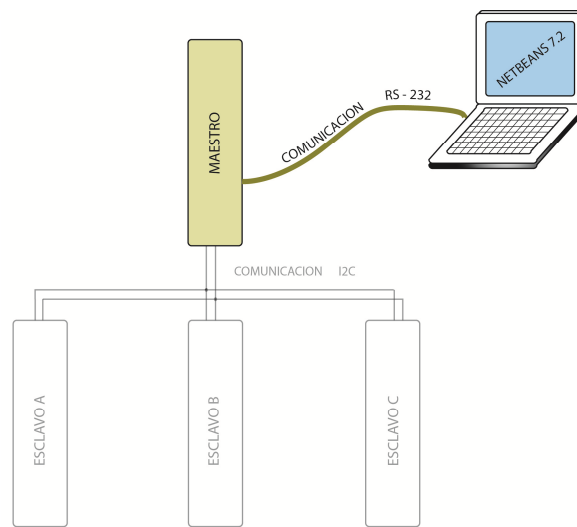 NETBEANS 7.2
RS - 232
COMUNICACION
MAESTRO
COMUNICACION I2C
ESCLAVO A
ESCLAVO B
ESCLAVO C